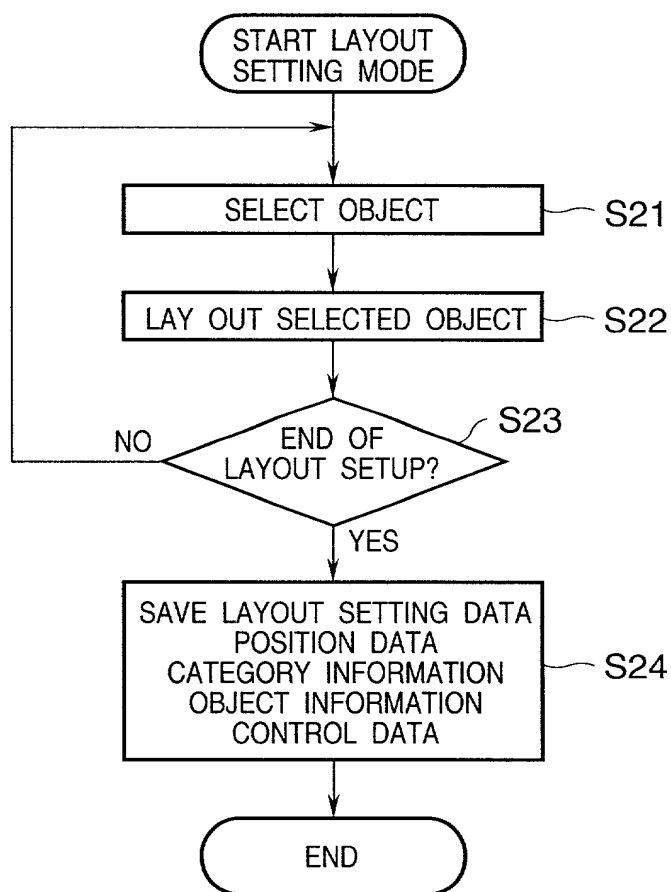 START LAYOUT
SETTING MODE
SELECT OBJECT
S21
LAY OUT SELECTED OBJECT
S22
S23
END OF
LAYOUT SETUP?
NO
YES
SAVE LAYOUT SETTING DATA
POSITION DATA
CATEGORY INFORMATION
OBJECT INFORMATION
CONTROL DATA
S24
END